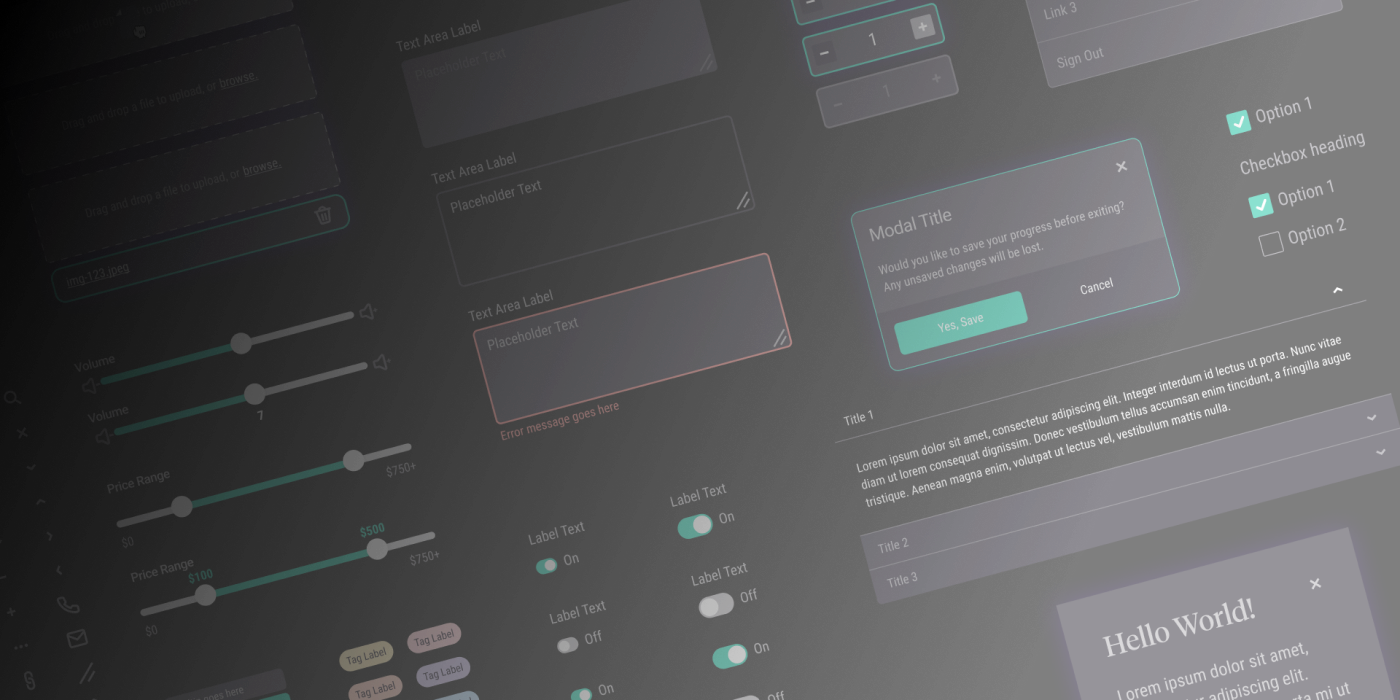 Drag and drop a file to upload, or browse.
Drag and drop a file to upload, or browse.
img-123.jpeg
Volume
Volume
7
Price Range
$0
$750+
Price Range
$100
$500
$0
$750+
goes here
Tag Label
Tag Label
Tag Label
Tag Label
Text Area Label
Placeholder Text
Text Area Label
Placeholder Text
Text Area Label
Placeholder Text
Error message goes here
Label Text
On
Label Text
Off
On
Label Text
On
Label Text
Off
On
Off
1
1
Link 3
Sign Out
Modal Title
Would you like to save your progress before exiting?
Any unsaved changes will be lost.
Yes, Save
Cancel
Option 1
Checkbox heading
Option 1
Option 2
Title 1
Lorem ipsum dolor sit amet, consectetur adipiscing elit. Integer interdum id lectus ut porta. Nunc vitae
diam ut lorem consequat dignissim. Donec vestibulum tellus accumsan enim tincidunt, a fringilla augue
tristique. Aenean magna enim, volutpat ut lectus vel, vestibulum mattis nulla.
Title 2
Title 3
Hello World!
Lorem ipsum dolor sit amet,
adipiscing elit.
mi ut